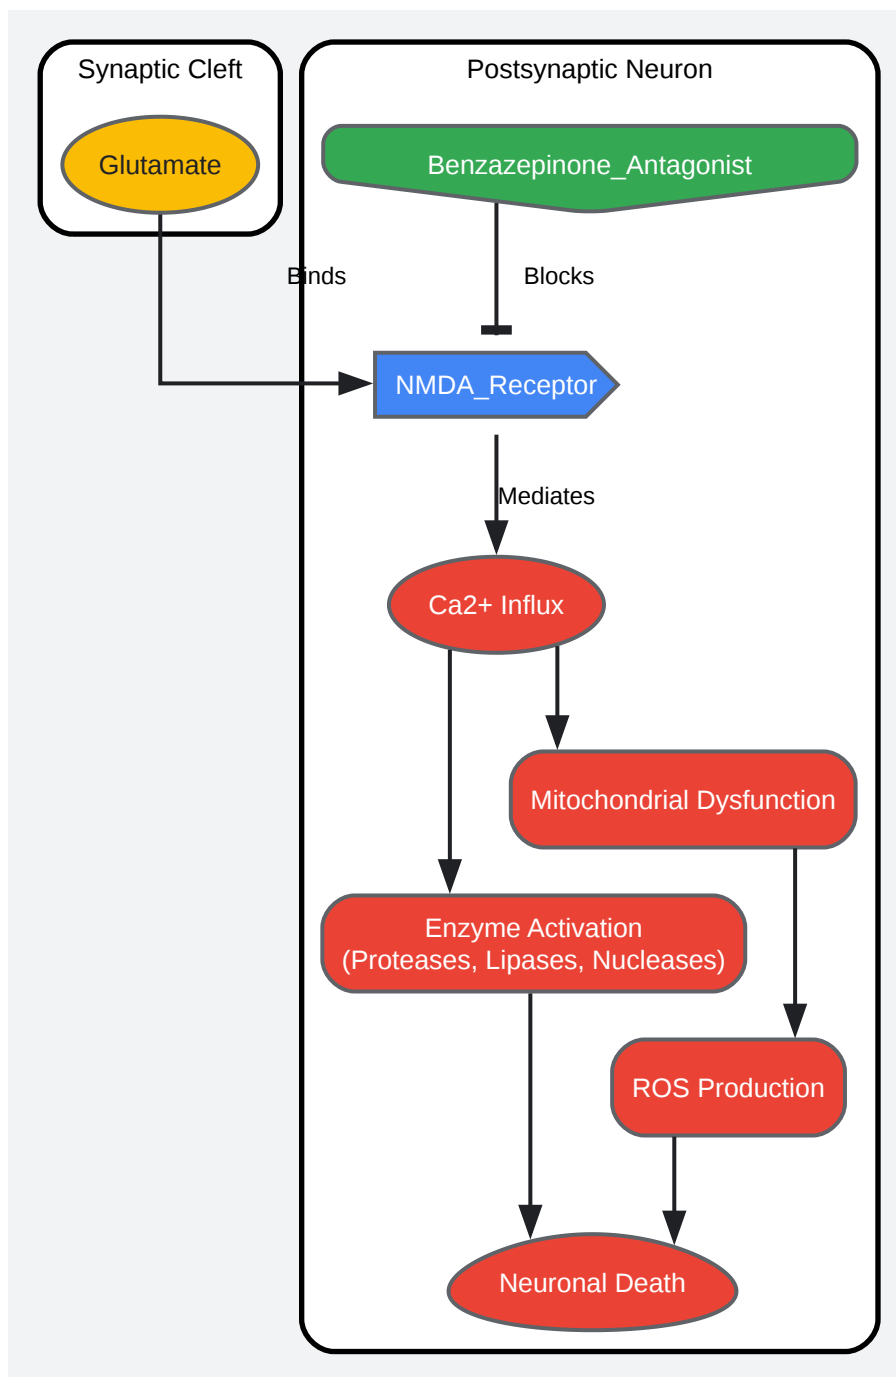 Synaptic Cleft
Postsynaptic Neuron
Glutamate
Benzazepinone_Antagonist
Binds
Blocks
NMDA_Receptor
Mediates
Ca2+ Influx
Mitochondrial Dysfunction
Enzyme Activation
(Proteases, Lipases, Nucleases)
ROS Production
Neuronal Death